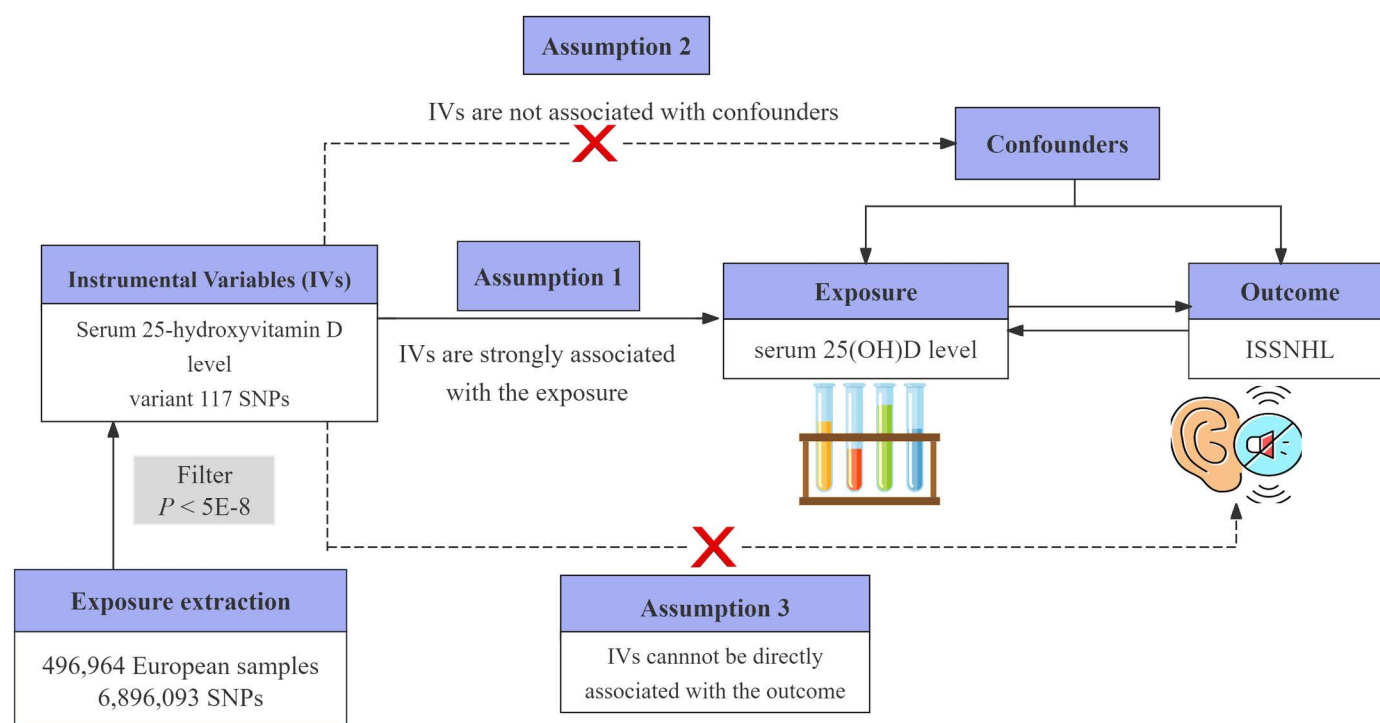 Assumption 2
IVs are not associated with confounders
Confounders
Instrumental Variables (IVs)
Serum 25-hydroxyvitamin D
level
variant 117 SNPs
Assumption 1
IVs are strongly associated
with the exposure
Exposure
serum 25(OH)D level
Outcome
ISSNHL
Filter
P < 5E-8
Exposure extraction
496,964 European samples
6,896,093 SNPs
Assumption 3
IVs cannnot be directly
associated with the outcome